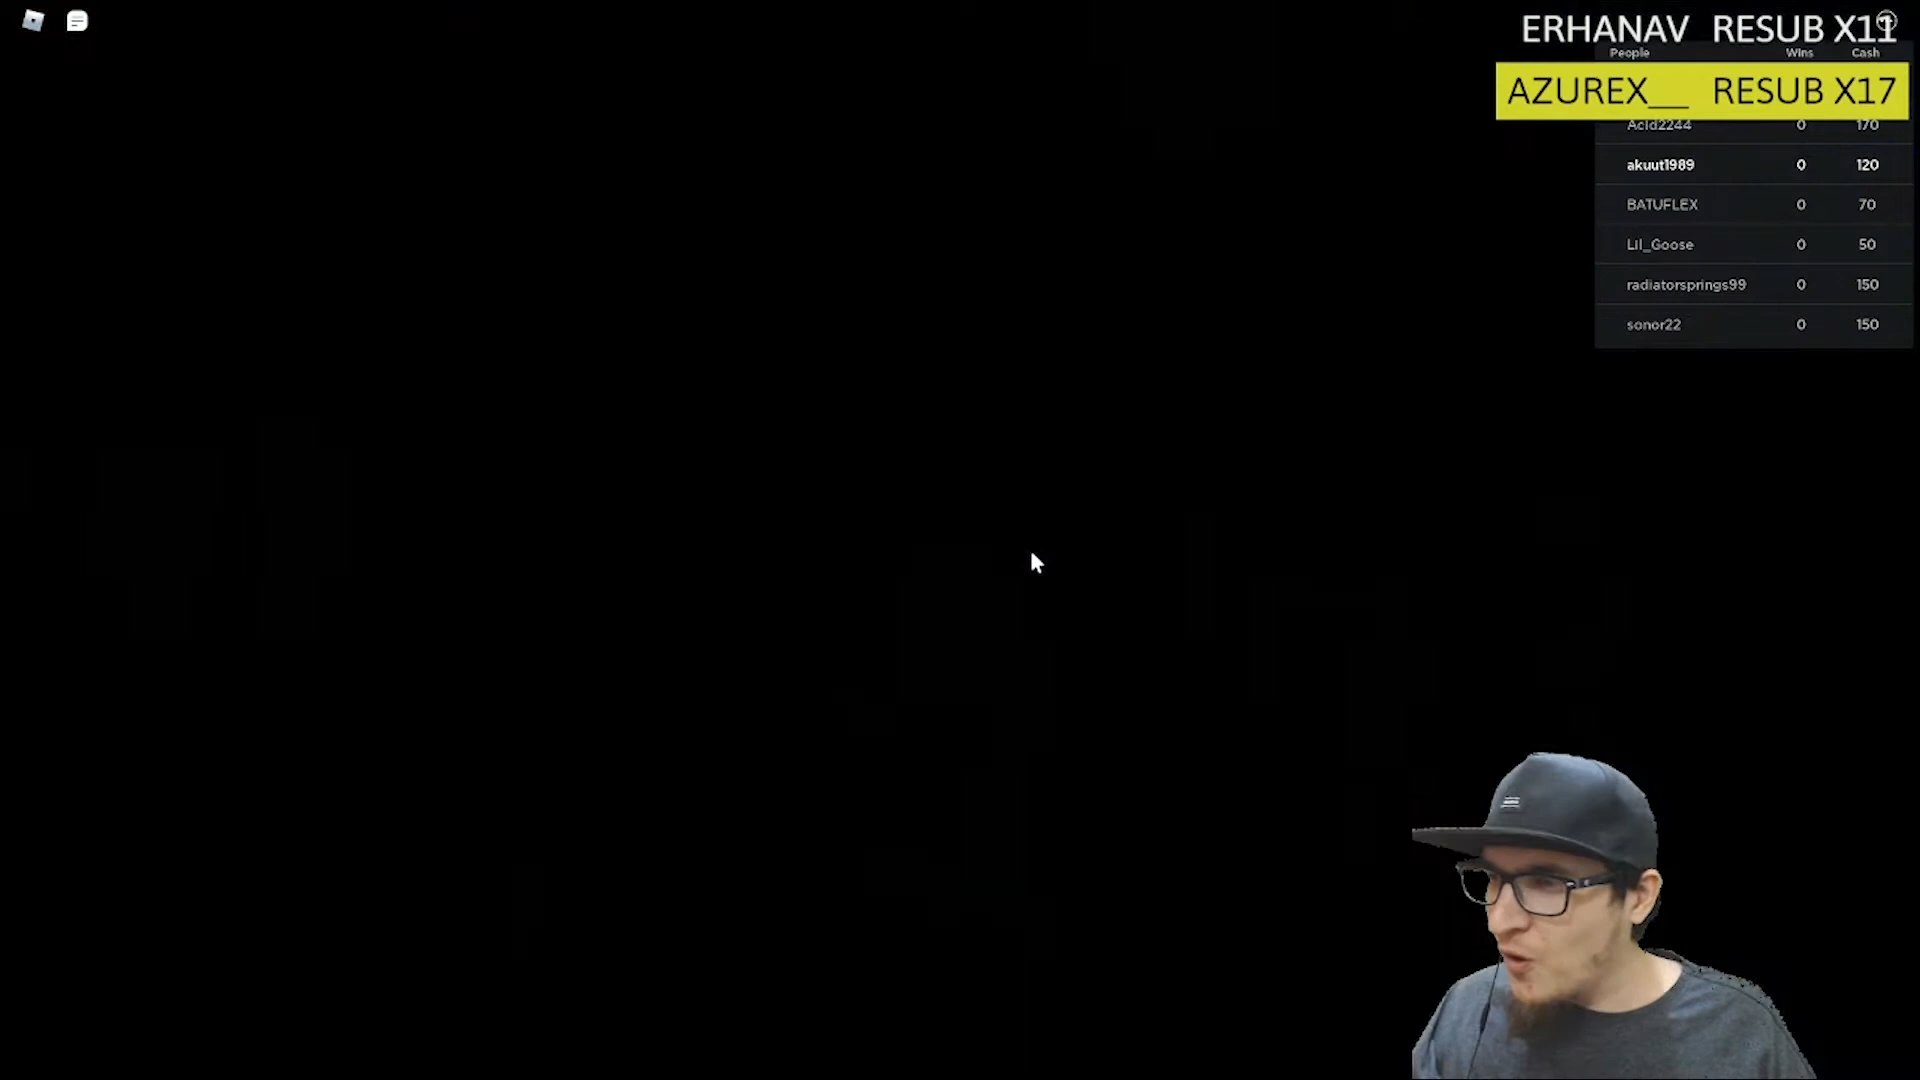 ERHANAV RESUB X11
People Wins Cash
AZUREX__ RESUB X17
Acid2244 0 170
akuut1989 0 120
BATUFLEX 0 70
Lil_Goose 0 50
radiatorsprings99 0 150
sonor22 0 150